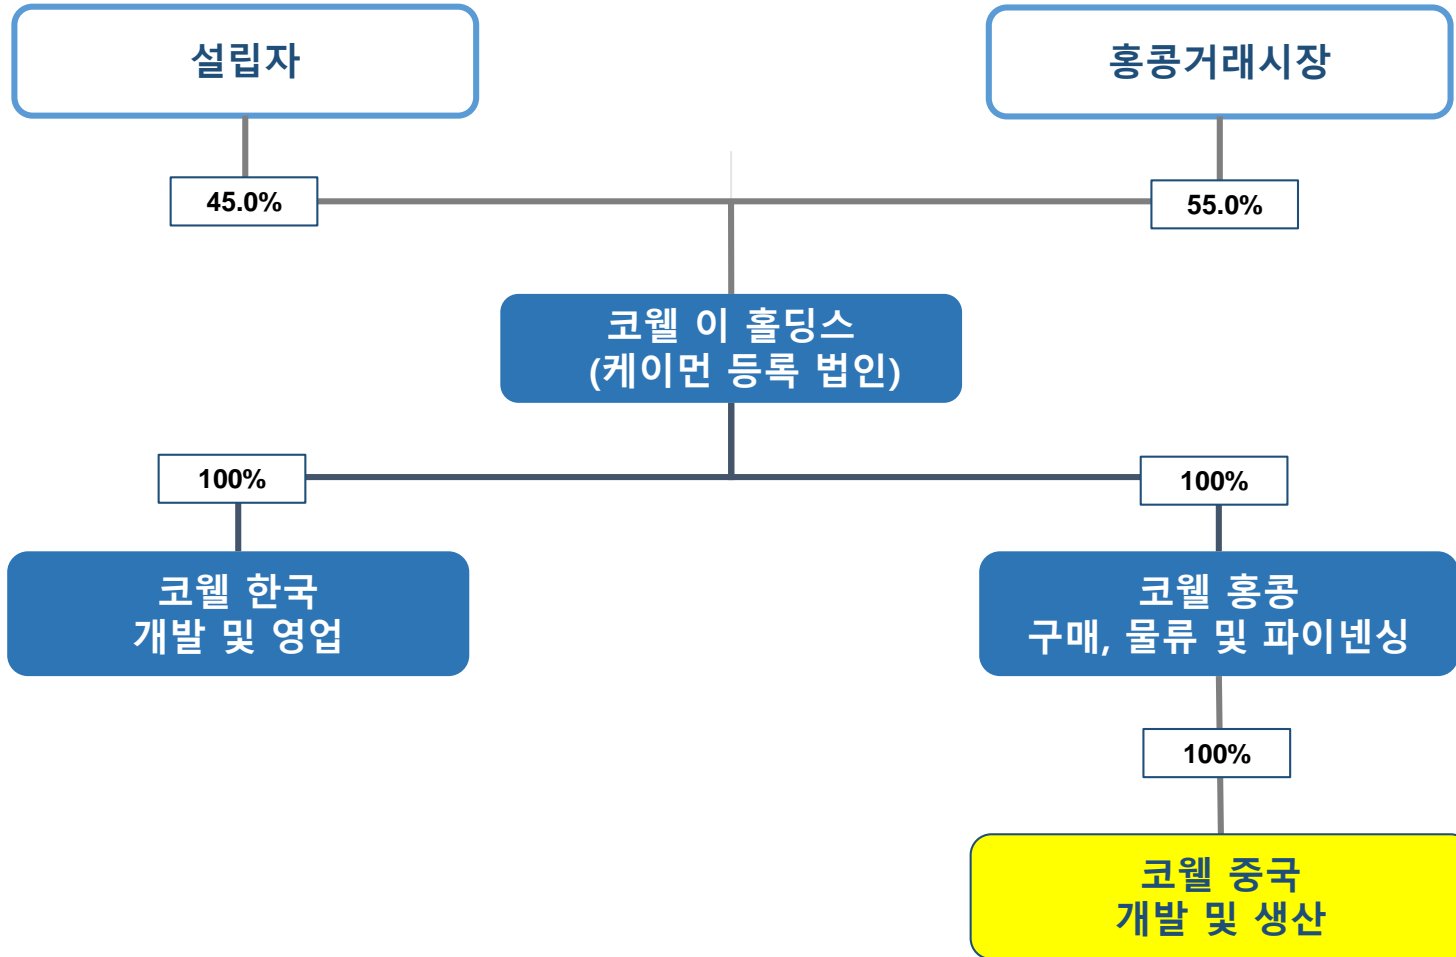 설립자
홍콩거래시장
45.0%
55.0%
코웰 이 홀딩스
(케이먼 등록 법인)
100%
100%
코웰 한국
개발 및 영업
코웰 홍콩
구매, 물류 및 파이넨싱
100%
코웰 중국
개발 및 생산